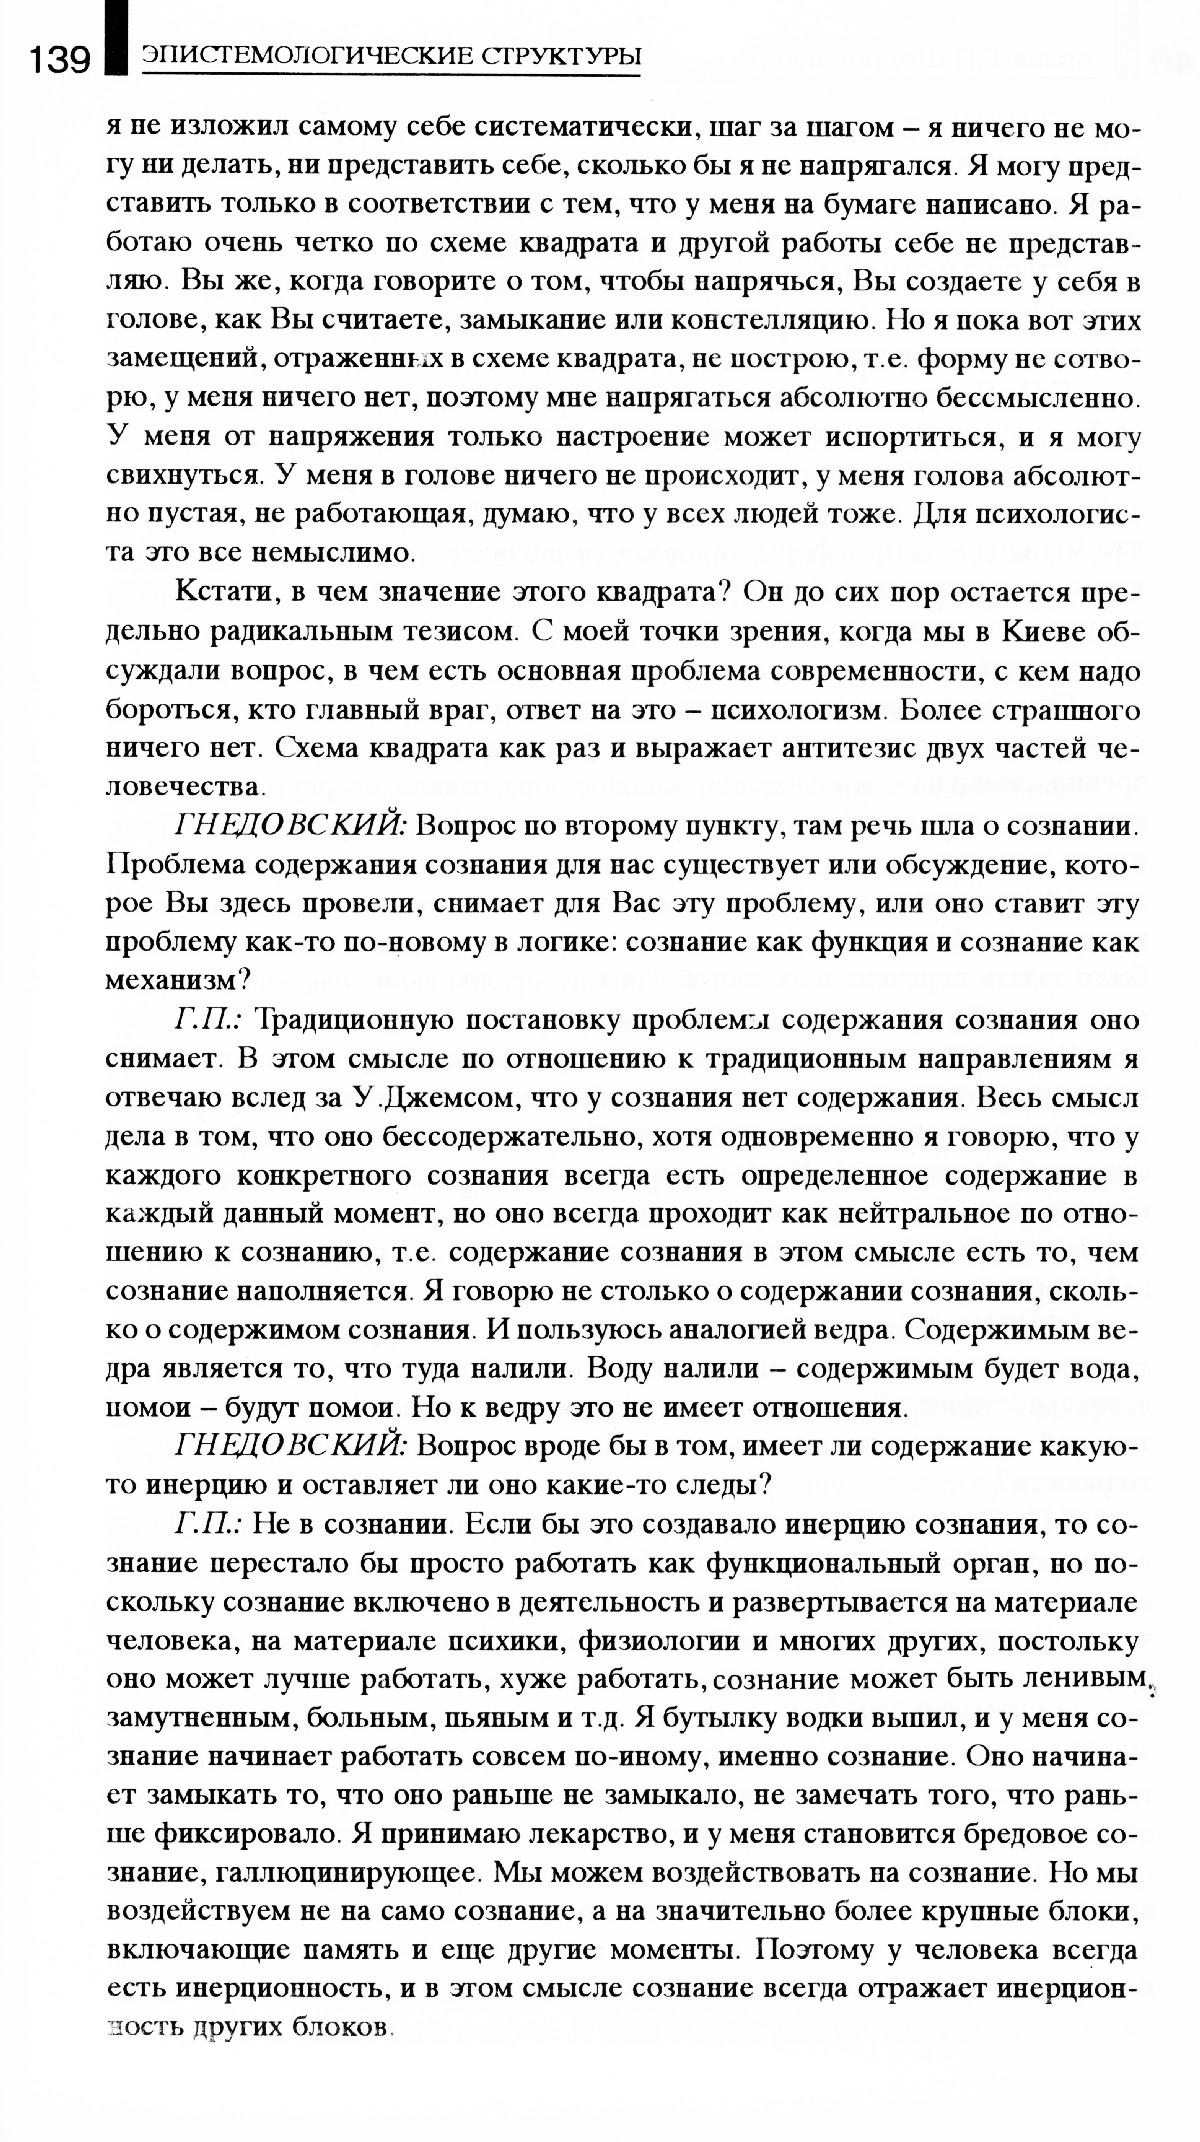 139 ЭПИСТЕМОЛОГИЧЕСКИЕ СТРУКТУРЫ
я не изложил самому себе систематически, шаг за шагом – я ничего не мо-
гу ни делать, ни представить себе, сколько бы я не напрягался. Я могу пред-
ставить только в соответствии с тем, что у меня на бумаге написано. Я ра-
ботаю очень четко по схеме квадрата и другой работы себе не представ-
ляю. Вы же, когда говорите о том, чтобы напрячься, Вы создаете у себя в
голове, как Вы считаете, замыкание или констелляцию. Но я пока вот этих
замещений, отраженных в схеме квадрата, не построю, т.е. форму не сотво-
рю, у меня ничего нет, поэтому мне напрягаться абсолютно бессмысленно.
У меня от напряжения только настроение может испортиться, и я могу
свихнуться. У меня в голове ничего не происходит, у меня голова абсолют-
но пустая, не работающая, думаю, что у всех людей тоже. Для психологис-
та это все немыслимо.
Кстати, в чем значение этого квадрата? Он до сих пор остается пре-
дельно радикальным тезисом. С моей точки зрения, когда мы в Киеве об-
суждали вопрос, в чем есть основная проблема современности, с кем надо
бороться, кто главный враг, ответ на это – психологизм. Более страшного
ничего нет. Схема квадрата как раз и выражает антитезис двух частей че-
ловечества.
ГНЕДОВСКИЙ: Вопрос по второму пункту, там речь шла о сознании.
Проблема содержания сознания для нас существует или обсуждение, кото-
рое Вы здесь провели, снимает для Вас эту проблему, или оно ставит эту
проблему как-то по-новому в логике: сознание как функция и сознание как
механизм?
Г.П.: Традиционную постановку проблемы содержания сознания оно
снимает. В этом смысле по отношению к традиционным направлениям я
отвечаю вслед за У.Джемсом, что у сознания нет содержания. Весь смысл
дела в том, что оно бессодержательно, хотя одновременно я говорю, что у
каждого конкретного сознания всегда есть определенное содержание в
каждый данный момент, но оно всегда проходит как нейтральное по отно-
шению к сознанию, т.е. содержание сознания в этом смысле есть то, чем
сознание наполняется. Я говорю не столько о содержании сознания, сколь-
ко о содержимом сознания. И пользуюсь аналогией ведра. Содержимым ве-
дра является то, что туда налили. Воду налили – содержимым будет вода,
помои – будут помои. Но к ведру это не имеет отношения.
ГНЕДОВСКИЙ: Вопрос вроде бы в том, имеет ли содержание какую-
то инерцию и оставляет ли оно какие-то следы?
Г.П.: Не в сознании. Если бы это создавало инерцию сознания, то со-
знание перестало бы просто работать как функциональный орган, но по-
скольку сознание включено в деятельность и развертывается на материале
человека, на материале психики, физиологии и многих других, постольку
оно может лучше работать, хуже работать, сознание может быть ленивым,
замутненным, больным, пьяным и т.д. Я бутылку водки выпил, и у меня со-
знание начинает работать совсем по-иному, именно сознание. Оно начина-
ет замыкать то, что оно раньше не замыкало, не замечать того, что рань-
ше фиксировало. Я принимаю лекарство, и у меня становится бредовое со-
знание, галлюцинирующее. Мы можем воздействовать на сознание. Но мы
воздействуем не на само сознание, а на значительно более крупные блоки,
включающие память и еще другие моменты. Поэтому у человека всегда
есть инерционность, и в этом смысле сознание всегда отражает инерцион-
ность других блоков.